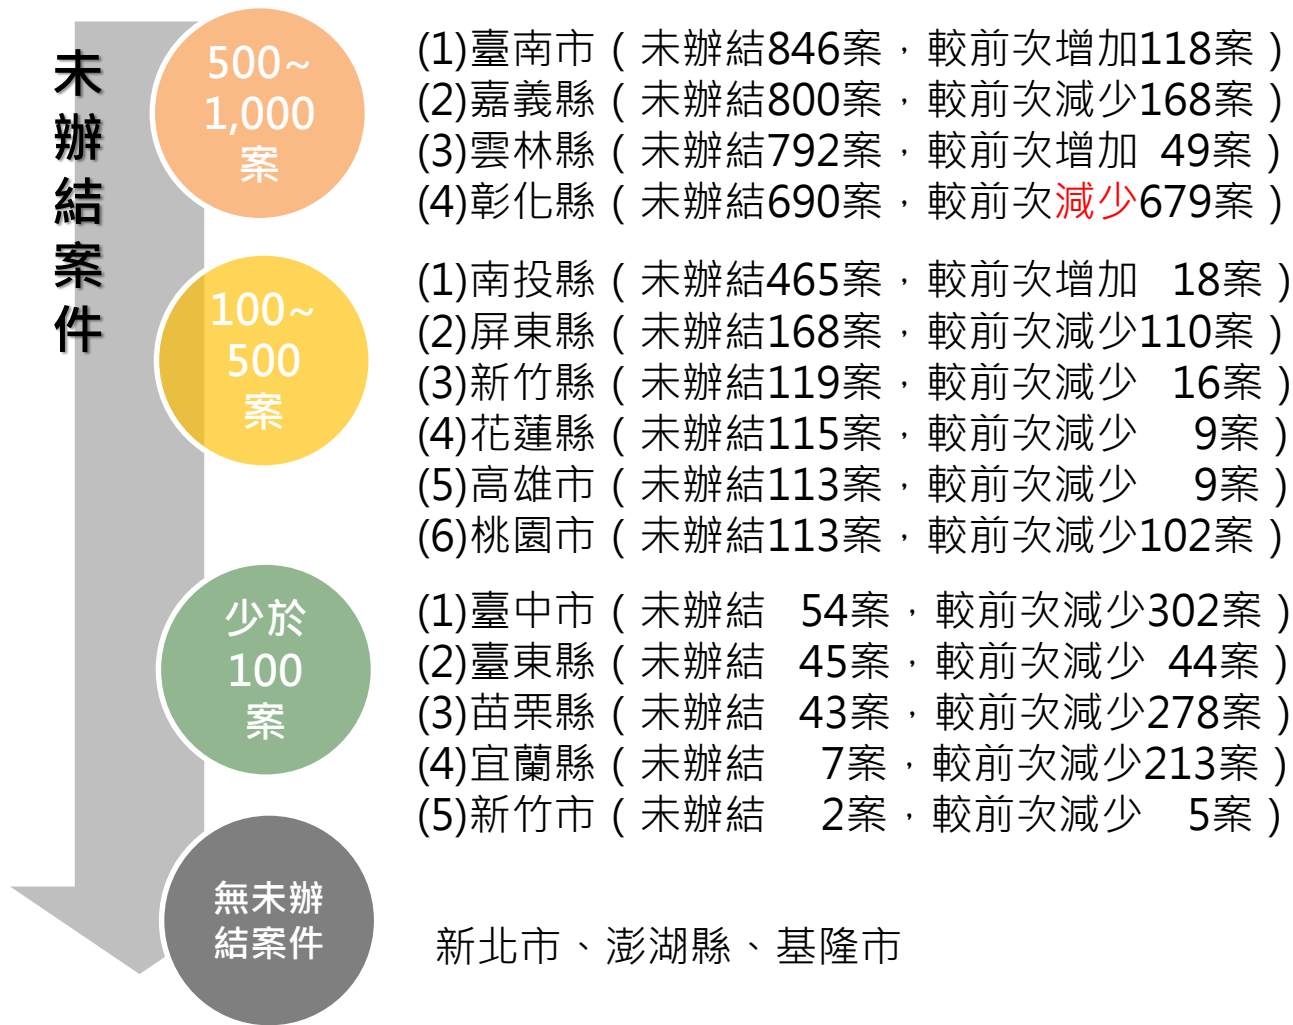 未辦結案件
500~
1,000
案
(1)臺南市（未辦結846案，較前次增加118案）
(2)嘉義縣（未辦結800案，較前次減少168案）
(3)雲林縣（未辦結792案，較前次增加 49案）
(4)彰化縣（未辦結690案，較前次減少679案）
100~
500
案
(1)南投縣（未辦結465案，較前次增加 18案）
(2)屏東縣（未辦結168案，較前次減少110案）
(3)新竹縣（未辦結119案，較前次減少 16案）
(4)花蓮縣（未辦結115案，較前次減少 9案）
(5)高雄市（未辦結113案，較前次減少 9案）
(6)桃園市（未辦結113案，較前次減少102案）
少於
100
案
(1)臺中市（未辦結 54案，較前次減少302案）
(2)臺東縣（未辦結 45案，較前次減少 44案）
(3)苗栗縣（未辦結 43案，較前次減少278案）
(4)宜蘭縣（未辦結 7案，較前次減少213案）
(5)新竹市（未辦結 2案，較前次減少 5案）
無未辦
結案件
新北市、澎湖縣、基隆市